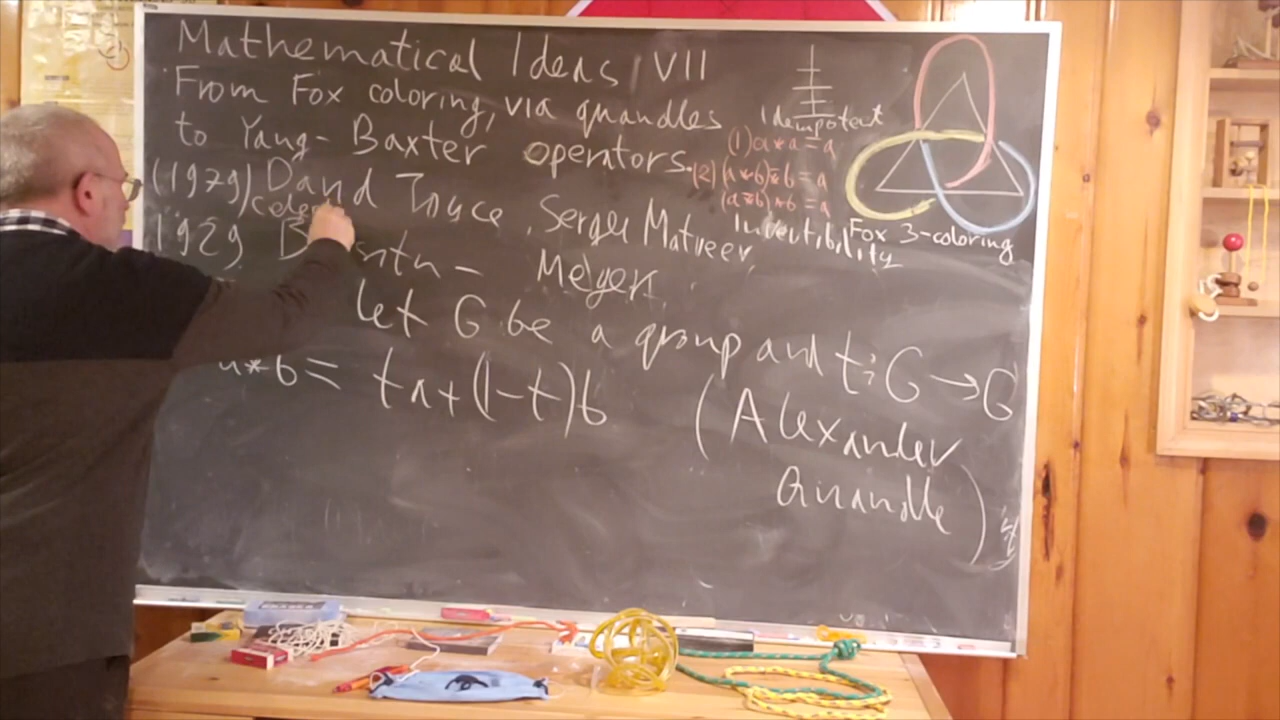 Mathematical Ideas VII
From Fox coloring, via quandles
to Yang-Baxter operators.
(1979) David Joyce, Sergei Matveev
1929
let G be a group and t: G → G
a*b = ta+(1-t)b
(Alexander
Quandle)
Idempotent
(1) a*a = a
(2) (a*b)*b = a
(a*b)*b = a
Invertibility
Fox 3-coloring